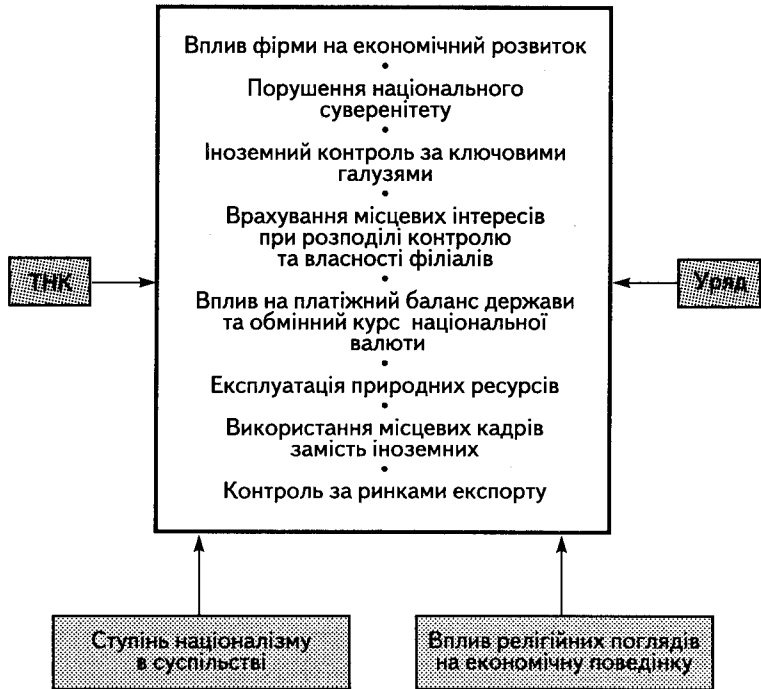 Вплив фірми на економічний розвиток
•
Порушення національного
суверенітету
•
Іноземний контроль за ключовими
галузями
•
Врахування місцевих інтересів
при розподілі контролю
та власності філіалів
•
Вплив на платіжний баланс держави
та обмінний курс національної
валюти
•
Експлуатація природних ресурсів
•
Використання місцевих кадрів
замість іноземних
•
Контроль за ринками експорту
ТНК
Уряд
Ступінь націоналізму
в суспільстві
Вплив релігійних поглядів
на економічну поведінку